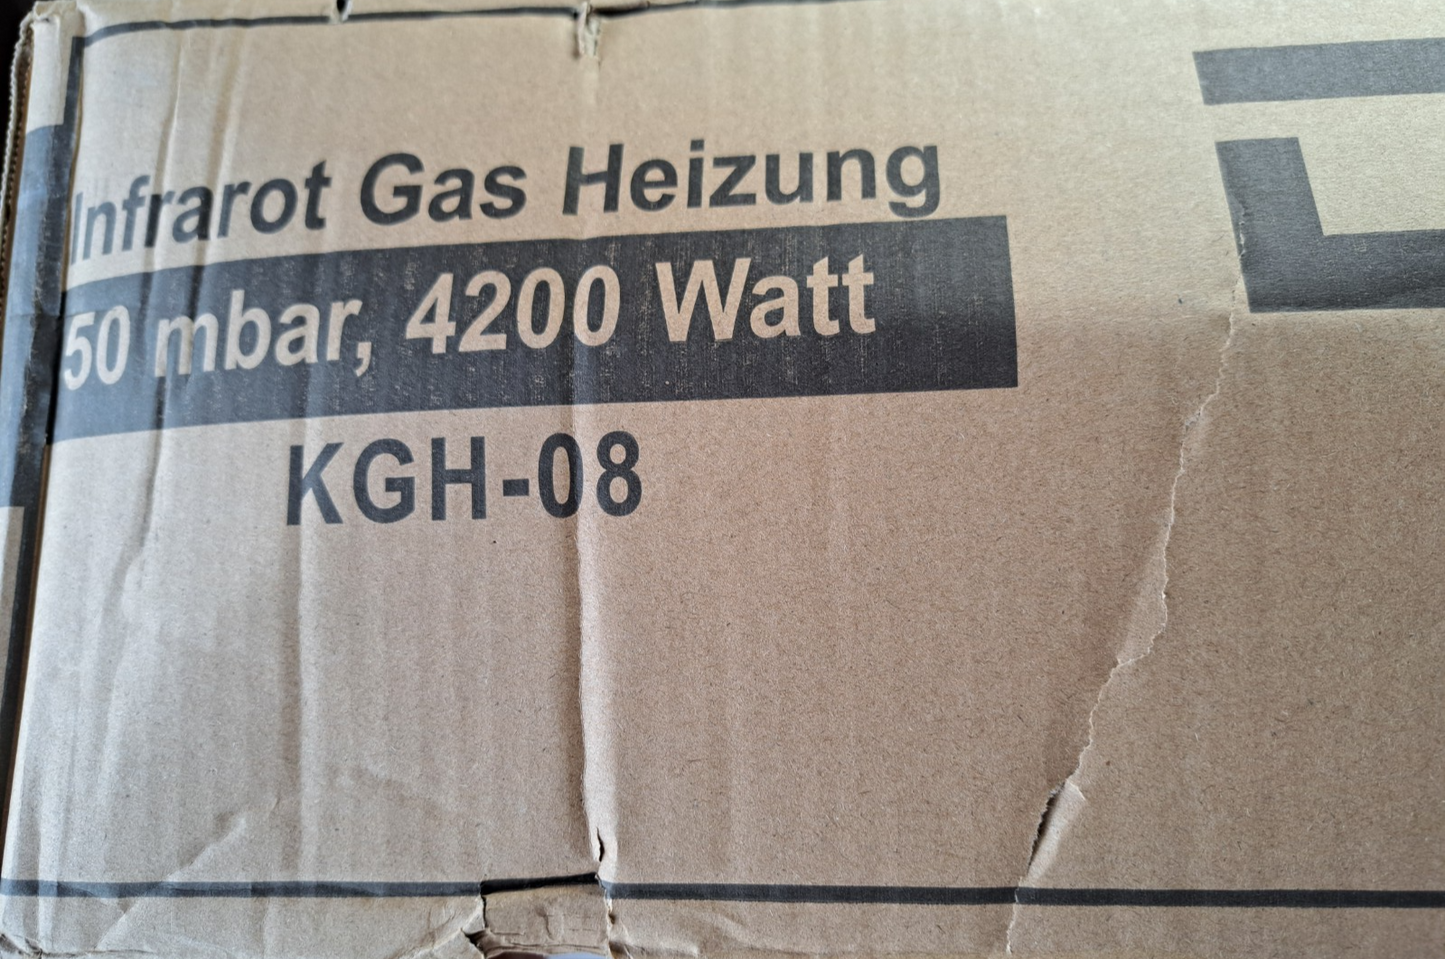 Infrarot Gas Heizung
50 mbar, 4200 Watt
KGH-08